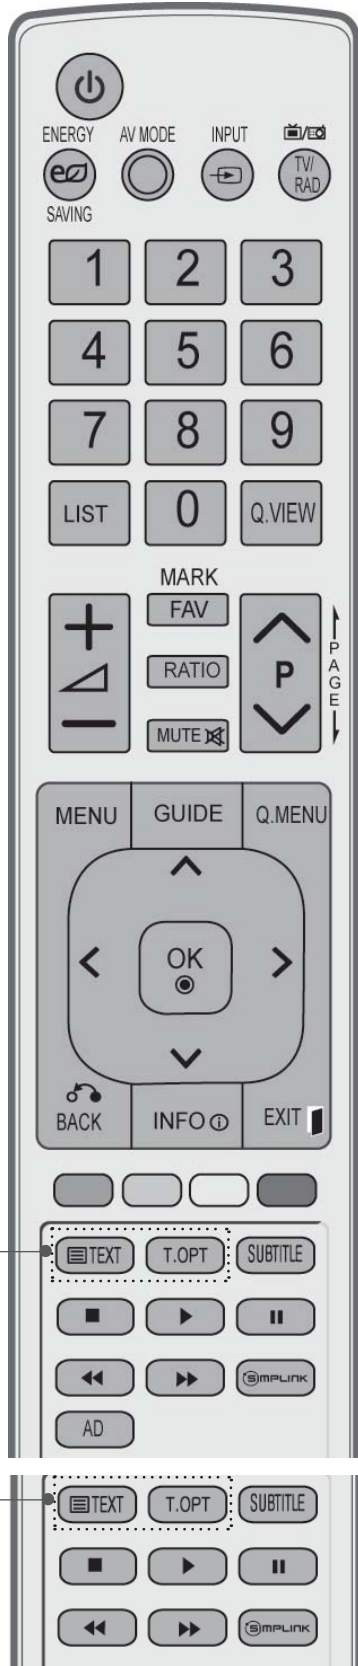 ENERGY AV MODE INPUT
TV/
RAD
SAVING
1 2 3
4 5 6
7 8 9
LIST 0 Q.VIEW
MARK
FAV
RATIO
P
PAGE
MUTE
MENU GUIDE Q.MENU
OK
BACK INFO EXIT
TEXT T.OPT SUBTITLE
SIMPLINK
AD
TEXT T.OPT SUBTITLE
SIMPLINK